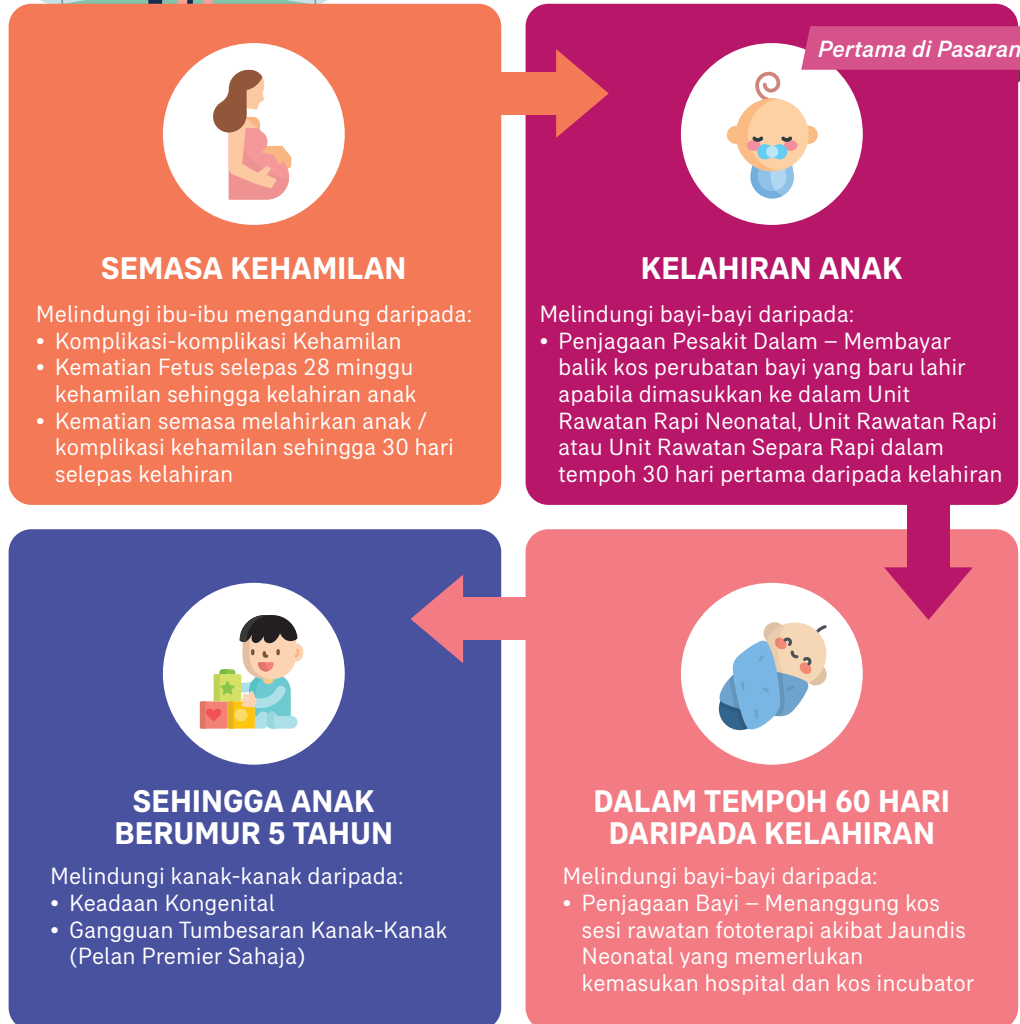 SEMASA KEHAMILAN
Melindungi ibu-ibu mengandung daripada:
• Komplikasi-komplikasi Kehamilan
• Kematian Fetus selepas 28 minggu
kehamilan sehingga kelahiran anak
• Kematian semasa melahirkan anak /
komplikasi kehamilan sehingga 30 hari
selepas kelahiran
Pertama di Pasaran
KELAHIRAN ANAK
Melindungi bayi-bayi daripada:
• Penjagaan Pesakit Dalam – Membayar
balik kos perubatan bayi yang baru lahir
apabila dimasukkan ke dalam Unit
Rawatan Rapi Neonatal, Unit Rawatan Rapi
atau Unit Rawatan Separa Rapi dalam
tempoh 30 hari pertama daripada kelahiran
DALAM TEMPOH 60 HARI
DARIPADA KELAHIRAN
Melindungi bayi-bayi daripada:
• Penjagaan Bayi – Menanggung kos
sesi rawatan fototerapi akibat Jaundis
Neonatal yang memerlukan
kemasukan hospital dan kos incubator
SEHINGGA ANAK
BERUMUR 5 TAHUN
Melindungi kanak-kanak daripada:
• Keadaan Kongenital
• Gangguan Tumbesaran Kanak-Kanak
(Pelan Premier Sahaja)